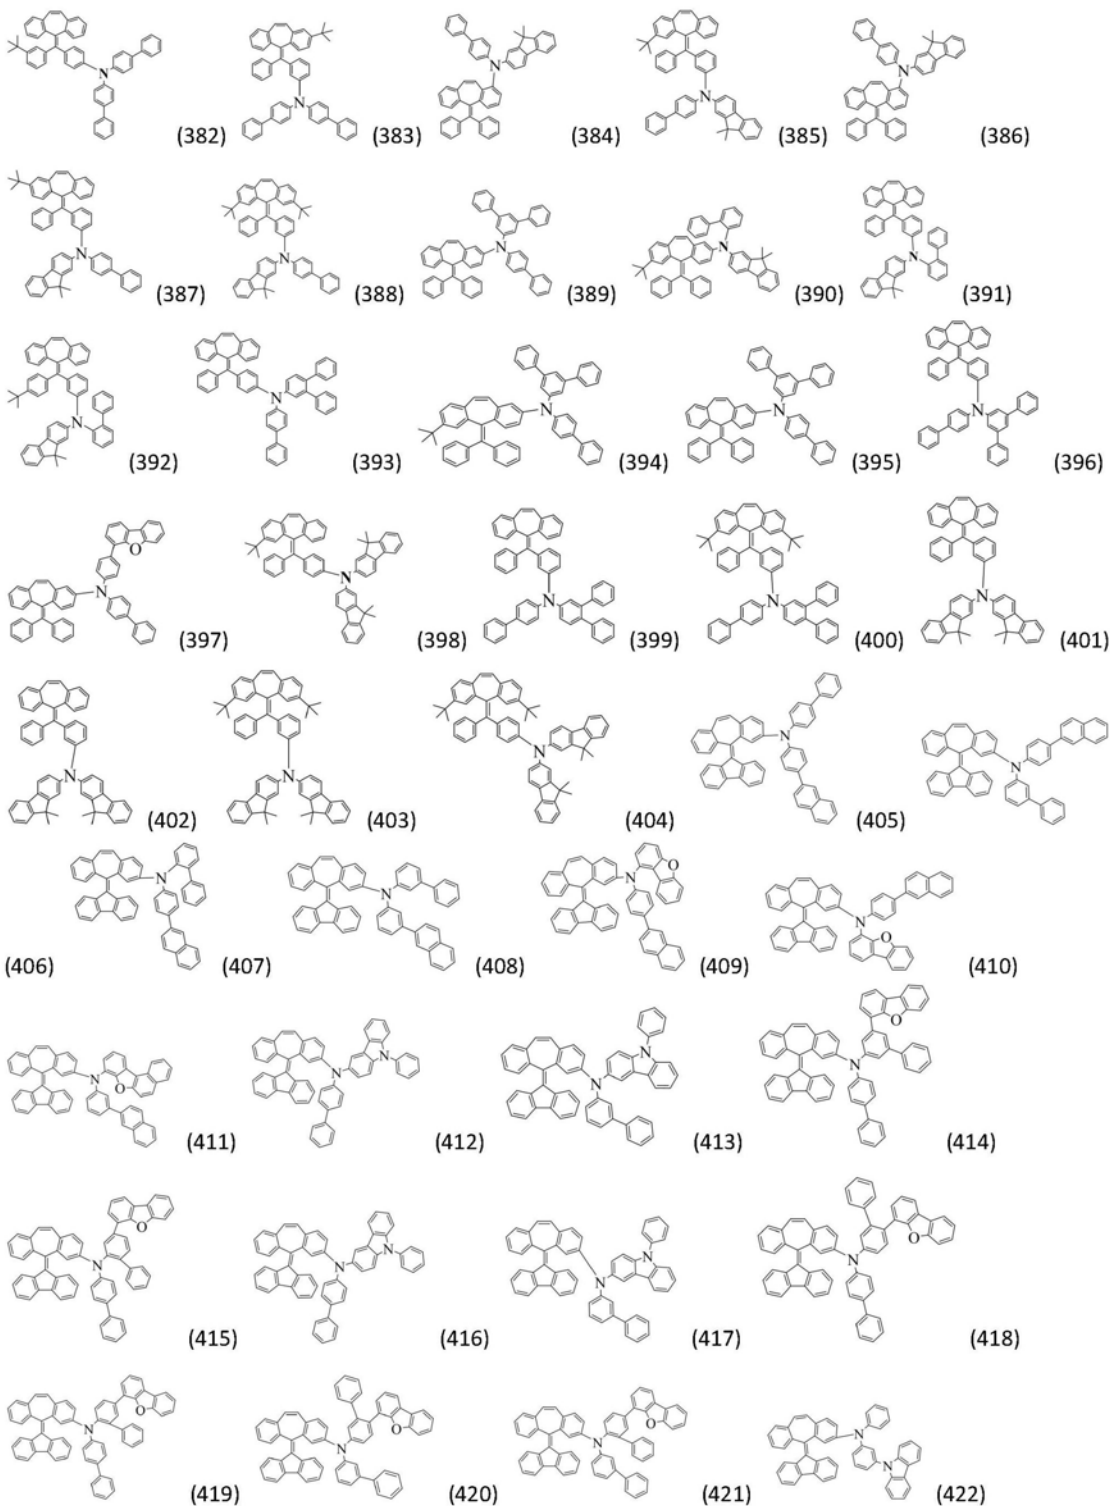 N (382) N (383) N (384) N (385) N (386)
N (387) N (388) N (389) N (390) N (391)
N (392) N (393) N (394) N (395) N (396)
O N (397) N (398) N (399) N (400) N (401)
N (402) N (403) N (404) N (405) N
(406) N (407) N (408) O N (409) N O (410)
N O (411) N N (412) N N (413) O N (414)
O N (415) N N (416) N N (417) O N (418)
O N (419) O N (420) O N (421) N N (422)